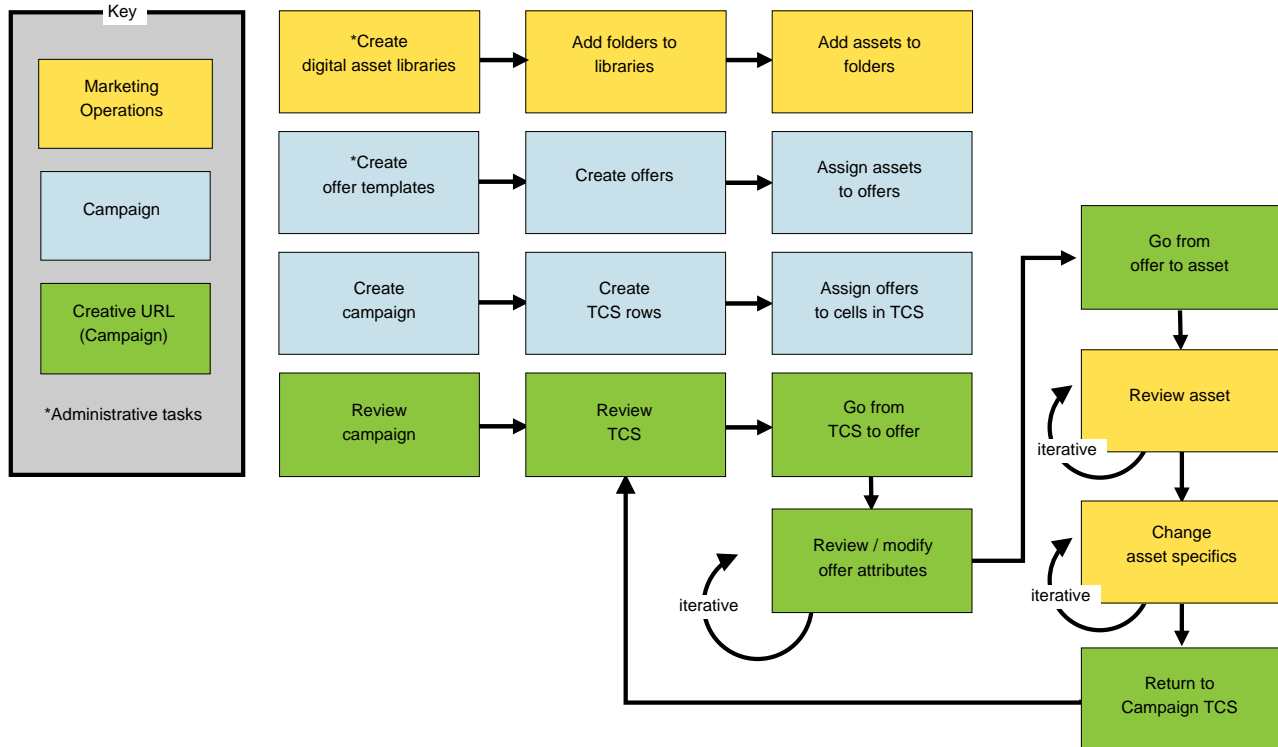 Key
Marketing
Operations
Campaign
Creative URL
(Campaign)
*Administrative tasks
*Create
digital asset libraries
Add folders to
libraries
Add assets to
folders
*Create
offer templates
Create offers
Assign assets
to offers
Create
campaign
Create
TCS rows
Assign offers
to cells in TCS
Review
campaign
Review
TCS
Go from
TCS to offer
Review / modify
offer attributes
iterative
Go from
offer to asset
Review asset
iterative
Change
asset specifics
iterative
Return to
Campaign TCS